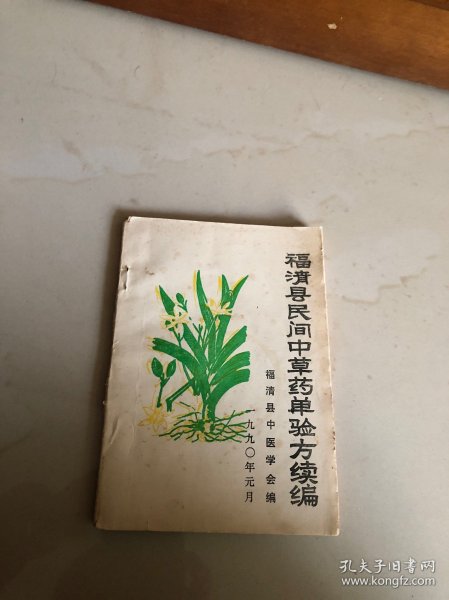 福清县民间中草药单验方续编
福清县中医学会编
一九九〇年元月
孔夫子旧书网
www.kongfz.com